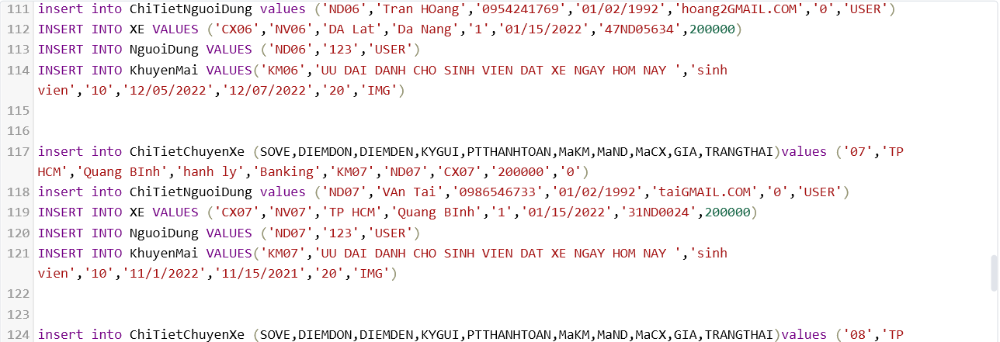 111 insert into ChiTietNguoiDung values ('ND06','Tran HOang','0954241769','01/02/1992','hoang2GMAIL.COM','0','USER')
112 INSERT INTO XE VALUES ('CX06','NV06','DA Lat','Da Nang','1','01/15/2022','47ND05634',200000)
113 INSERT INTO NguoiDung VALUES ('ND06','123','USER')
114 INSERT INTO KhuyenMai VALUES('KM06','UU DAI DANH CHO SINH VIEN DAT XE NGAY HOM NAY ','sinh
vien','10','12/05/2022','12/07/2022','20','IMG')
115
116
117 insert into ChiTietChuyenXe (SOVE,DIEMDON,DIEMDEN,KYGUI,PTTHANHTOAN,MaKM,MaND,MaCX,GIA,TRANGTHAI)values ('07','TP
HCM','Quang BInh','hanh ly','Banking','KM07','ND07','CX07','200000','0')
118 insert into ChiTietNguoiDung values ('ND07','VAn Tai','0986546733','01/02/1992','taiGMAIL.COM','0','USER')
119 INSERT INTO XE VALUES ('CX07','NV07','TP HCM','Quang BInh','1','01/15/2022','31ND0024',200000)
120 INSERT INTO NguoiDung VALUES ('ND07','123','USER')
121 INSERT INTO KhuyenMai VALUES('KM07','UU DAI DANH CHO SINH VIEN DAT XE NGAY HOM NAY ','sinh
vien','10','11/1/2022','11/15/2021','20','IMG')
122
123
124 insert into ChiTietChuyenXe (SOVE,DIEMDON,DIEMDEN,KYGUI,PTTHANHTOAN,MaKM,MaND,MaCX,GIA,TRANGTHAI)values ('08','TP